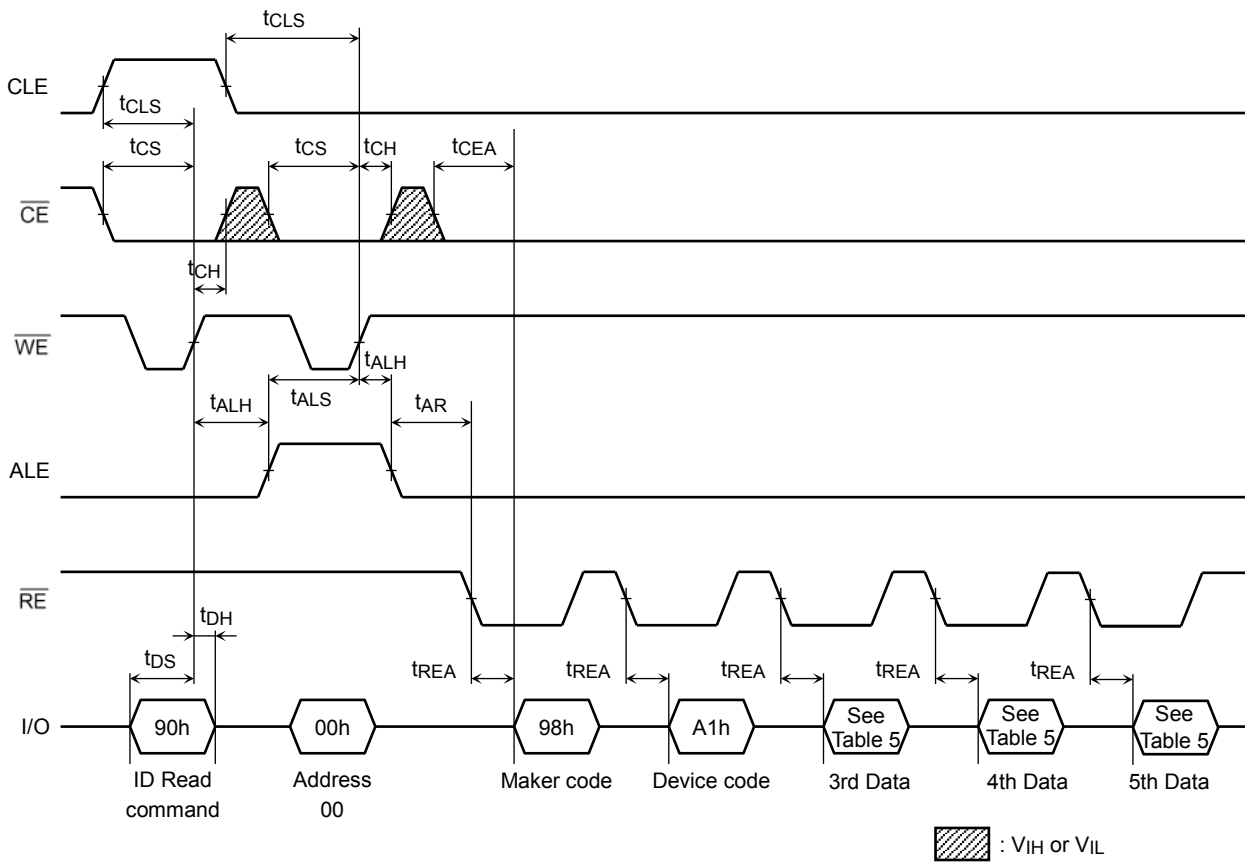 tCLS
CLE
tCLS
tCS
tCS
tCH
tCEA
CE
tCH
WE
tALH
tALH
tALS
tAR
ALE
RE
tDH
tDS
tREA
tREA
tREA
tREA
tREA
I/O
90h
00h
98h
A1h
See
Table 5
See
Table 5
See
Table 5
ID Read
command
Address
00
Maker code
Device code
3rd Data
4th Data
5th Data
: VIH or VIL